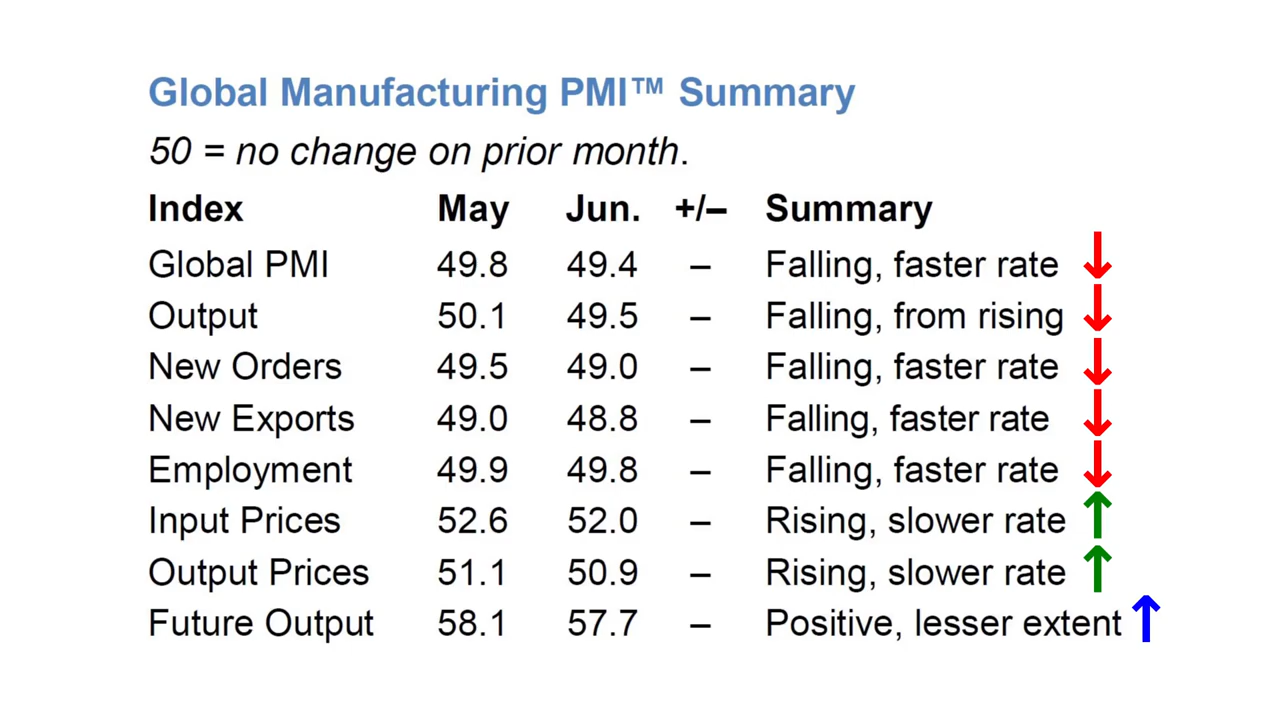 Global Manufacturing PMI™ Summary
50 = no change on prior month.
Index May Jun. +/– Summary
Global PMI 49.8 49.4 – Falling, faster rate ↓
Output 50.1 49.5 – Falling, from rising ↓
New Orders 49.5 49.0 – Falling, faster rate ↓
New Exports 49.0 48.8 – Falling, faster rate ↓
Employment 49.9 49.8 – Falling, faster rate ↓
Input Prices 52.6 52.0 – Rising, slower rate ↑
Output Prices 51.1 50.9 – Rising, slower rate ↑
Future Output 58.1 57.7 – Positive, lesser extent ↑